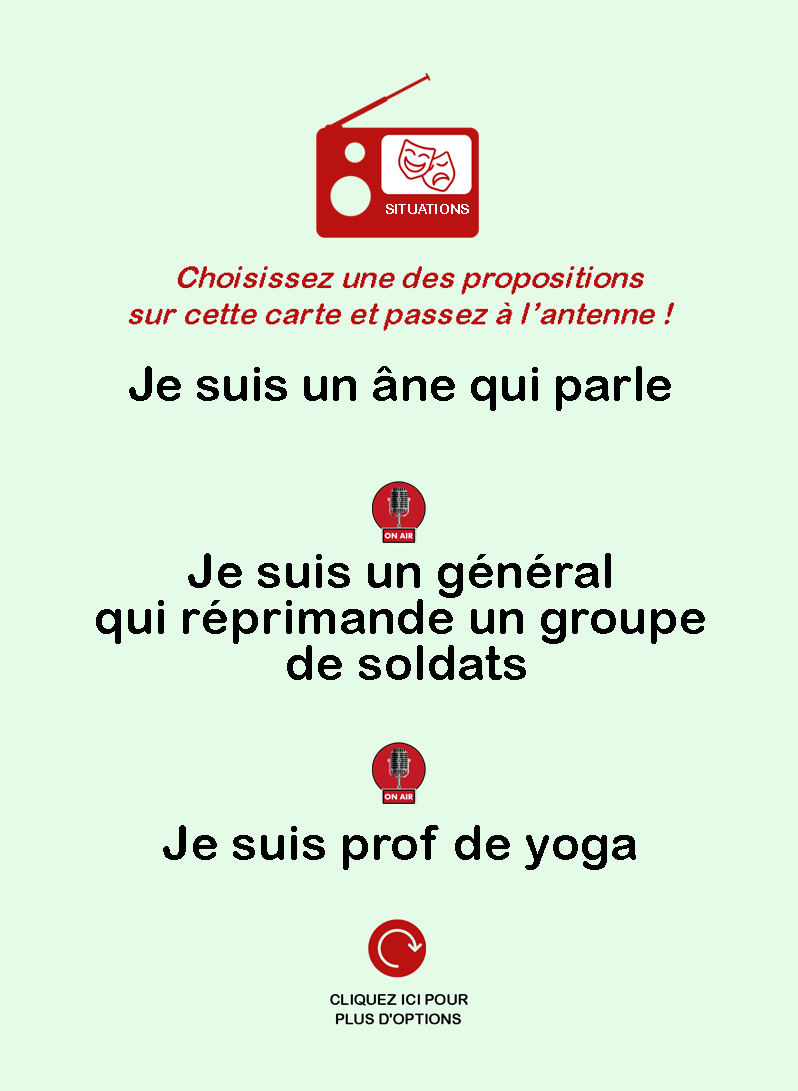 SITUATIONS
Choisissez une des propositions
sur cette carte et passez à l’antenne !
Je suis un âne qui parle
ON AIR
Je suis un général
qui réprimande un groupe
de soldats
ON AIR
Je suis prof de yoga
CLIQUEZ ICI POUR
PLUS D'OPTIONS